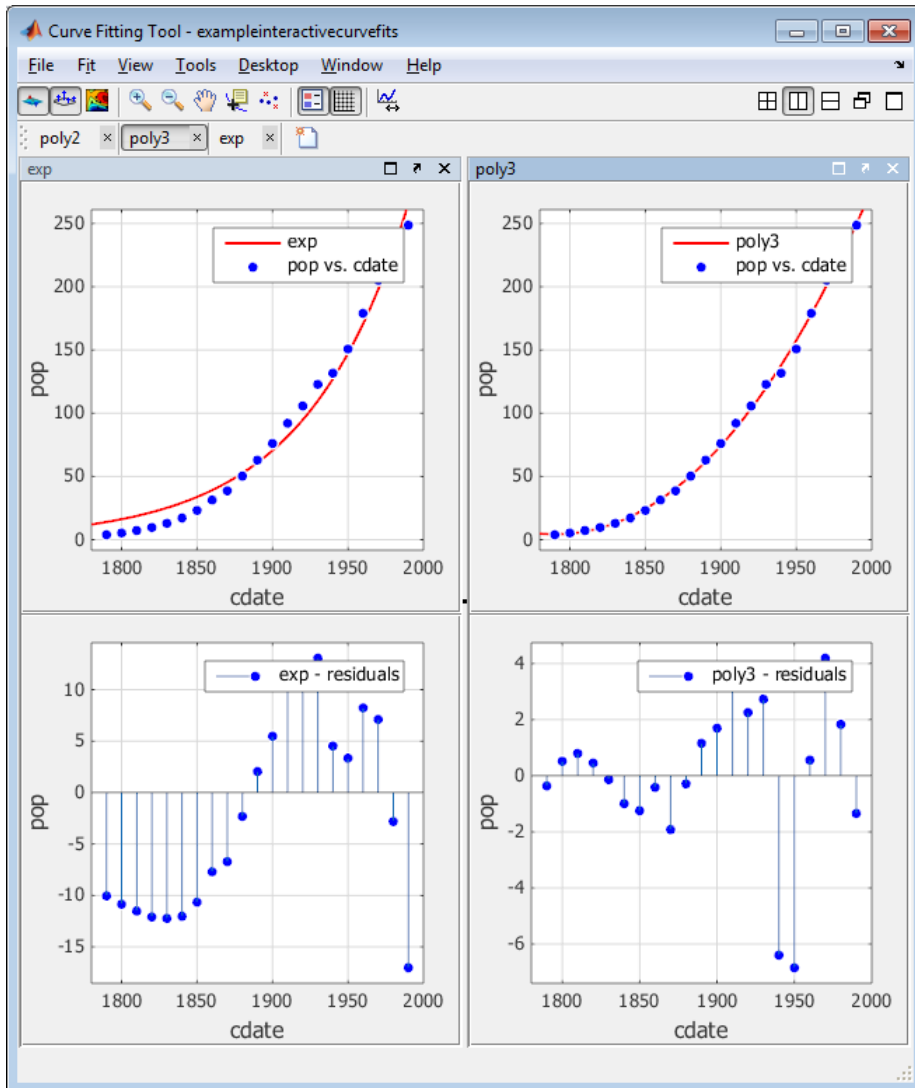 Curve Fitting Tool - exampleinteractivecurvefits
File Fit View Tools Desktop Window Help
poly2 poly3 exp
exp
250
200
150
100
50
0
pop
exp
pop vs. cdate
1800 1850 1900 1950 2000
cdate
10
5
0
-5
-10
-15
pop
exp - residuals
1800 1850 1900 1950 2000
cdate
poly3
250
200
150
100
50
0
pop
poly3
pop vs. cdate
1800 1850 1900 1950 2000
cdate
4
2
0
-2
-4
-6
pop
poly3 - residuals
1800 1850 1900 1950 2000
cdate